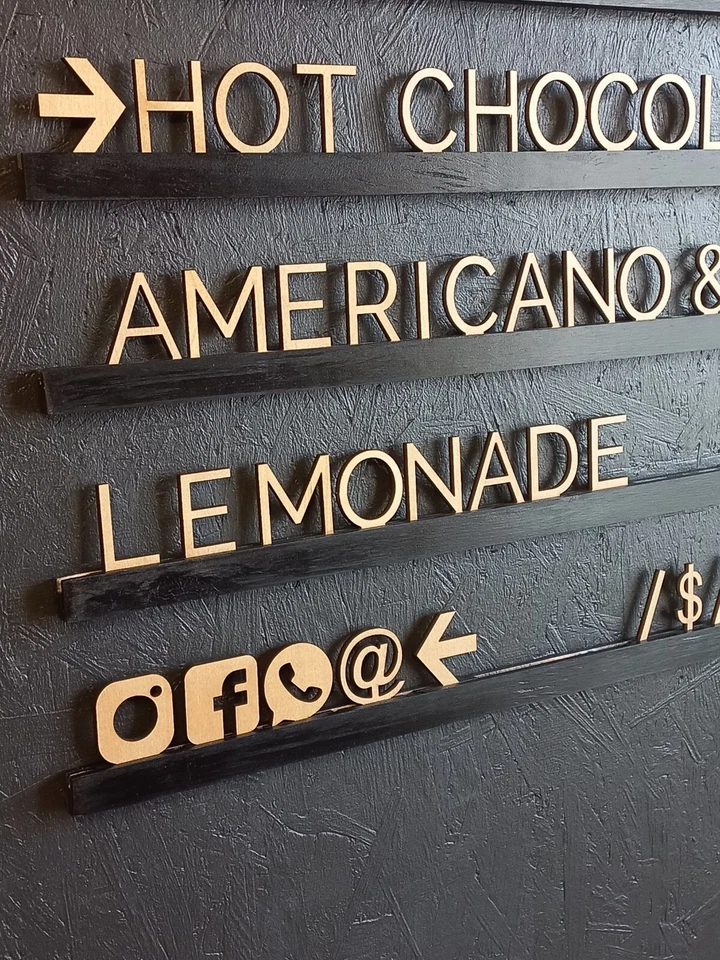 →HOT CHOCOL
AMERICANO &
LEMONADE
@← /$